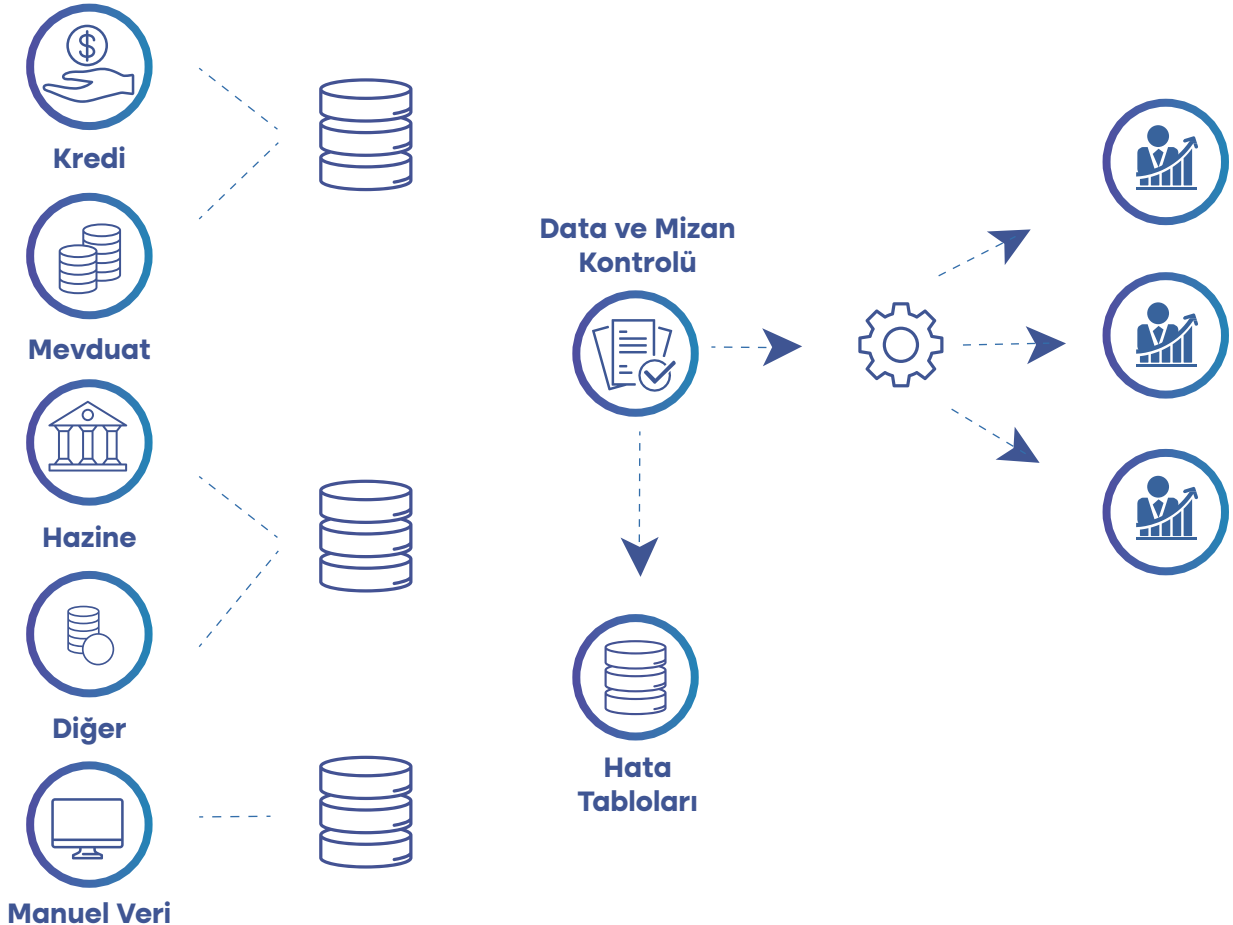 Kredi
Mevduat
Hazine
Diğer
Manuel Veri
Data ve Mizan
Kontrolü
Hata
Tabloları